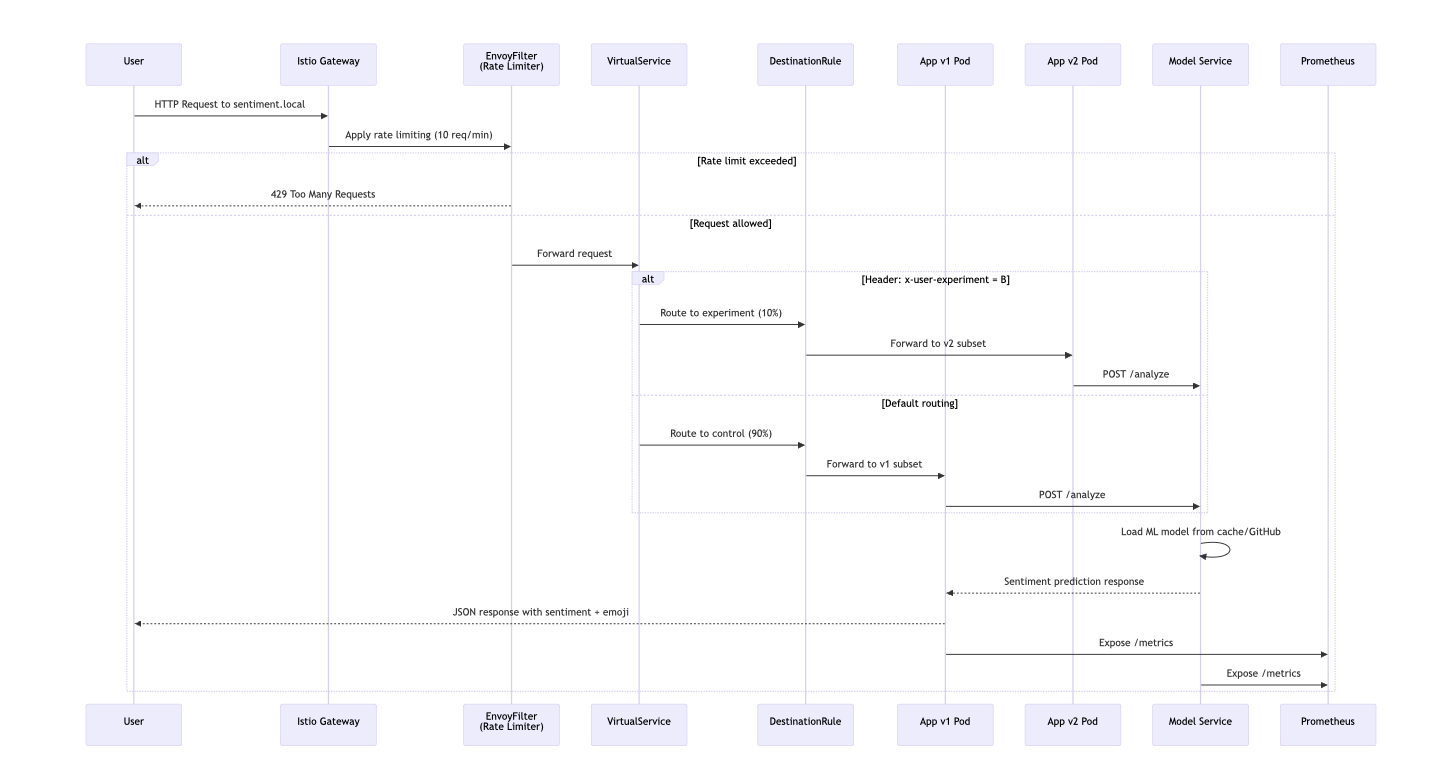 User
Istio Gateway
EnvoyFilter
(Rate Limiter)
VirtualService
DestinationRule
App v1 Pod
App v2 Pod
Model Service
Prometheus
HTTP Request to sentiment.local
Apply rate limiting (10 req/min)
alt
[Rate limit exceeded]
429 Too Many Requests
[Request allowed]
Forward request
alt
[Header: x-user-experiment = B]
Route to experiment (10%)
Forward to v2 subset
POST /analyze
[Default routing]
Route to control (90%)
Forward to v1 subset
POST /analyze
Load ML model from cache/GitHub
Sentiment prediction response
JSON response with sentiment + emoji
Expose /metrics
Expose /metrics
User
Istio Gateway
EnvoyFilter
(Rate Limiter)
VirtualService
DestinationRule
App v1 Pod
App v2 Pod
Model Service
Prometheus